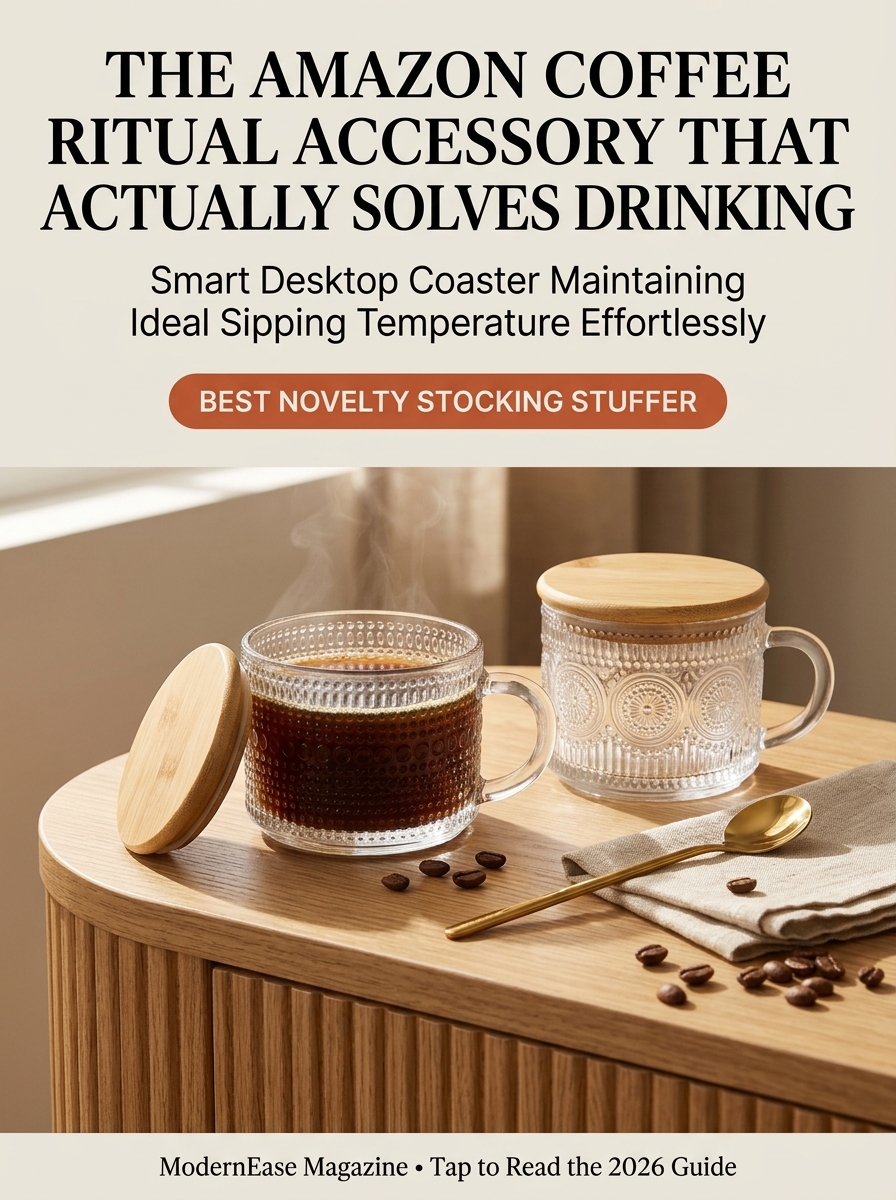 THE AMAZON COFFEE
RITUAL ACCESSORY THAT
ACTUALLY SOLVES DRINKING
Smart Desktop Coaster Maintaining
Ideal Sipping Temperature Effortlessly
BEST NOVELTY STOCKING STUFFER
ModernEase Magazine • Tap to Read the 2026 Guide